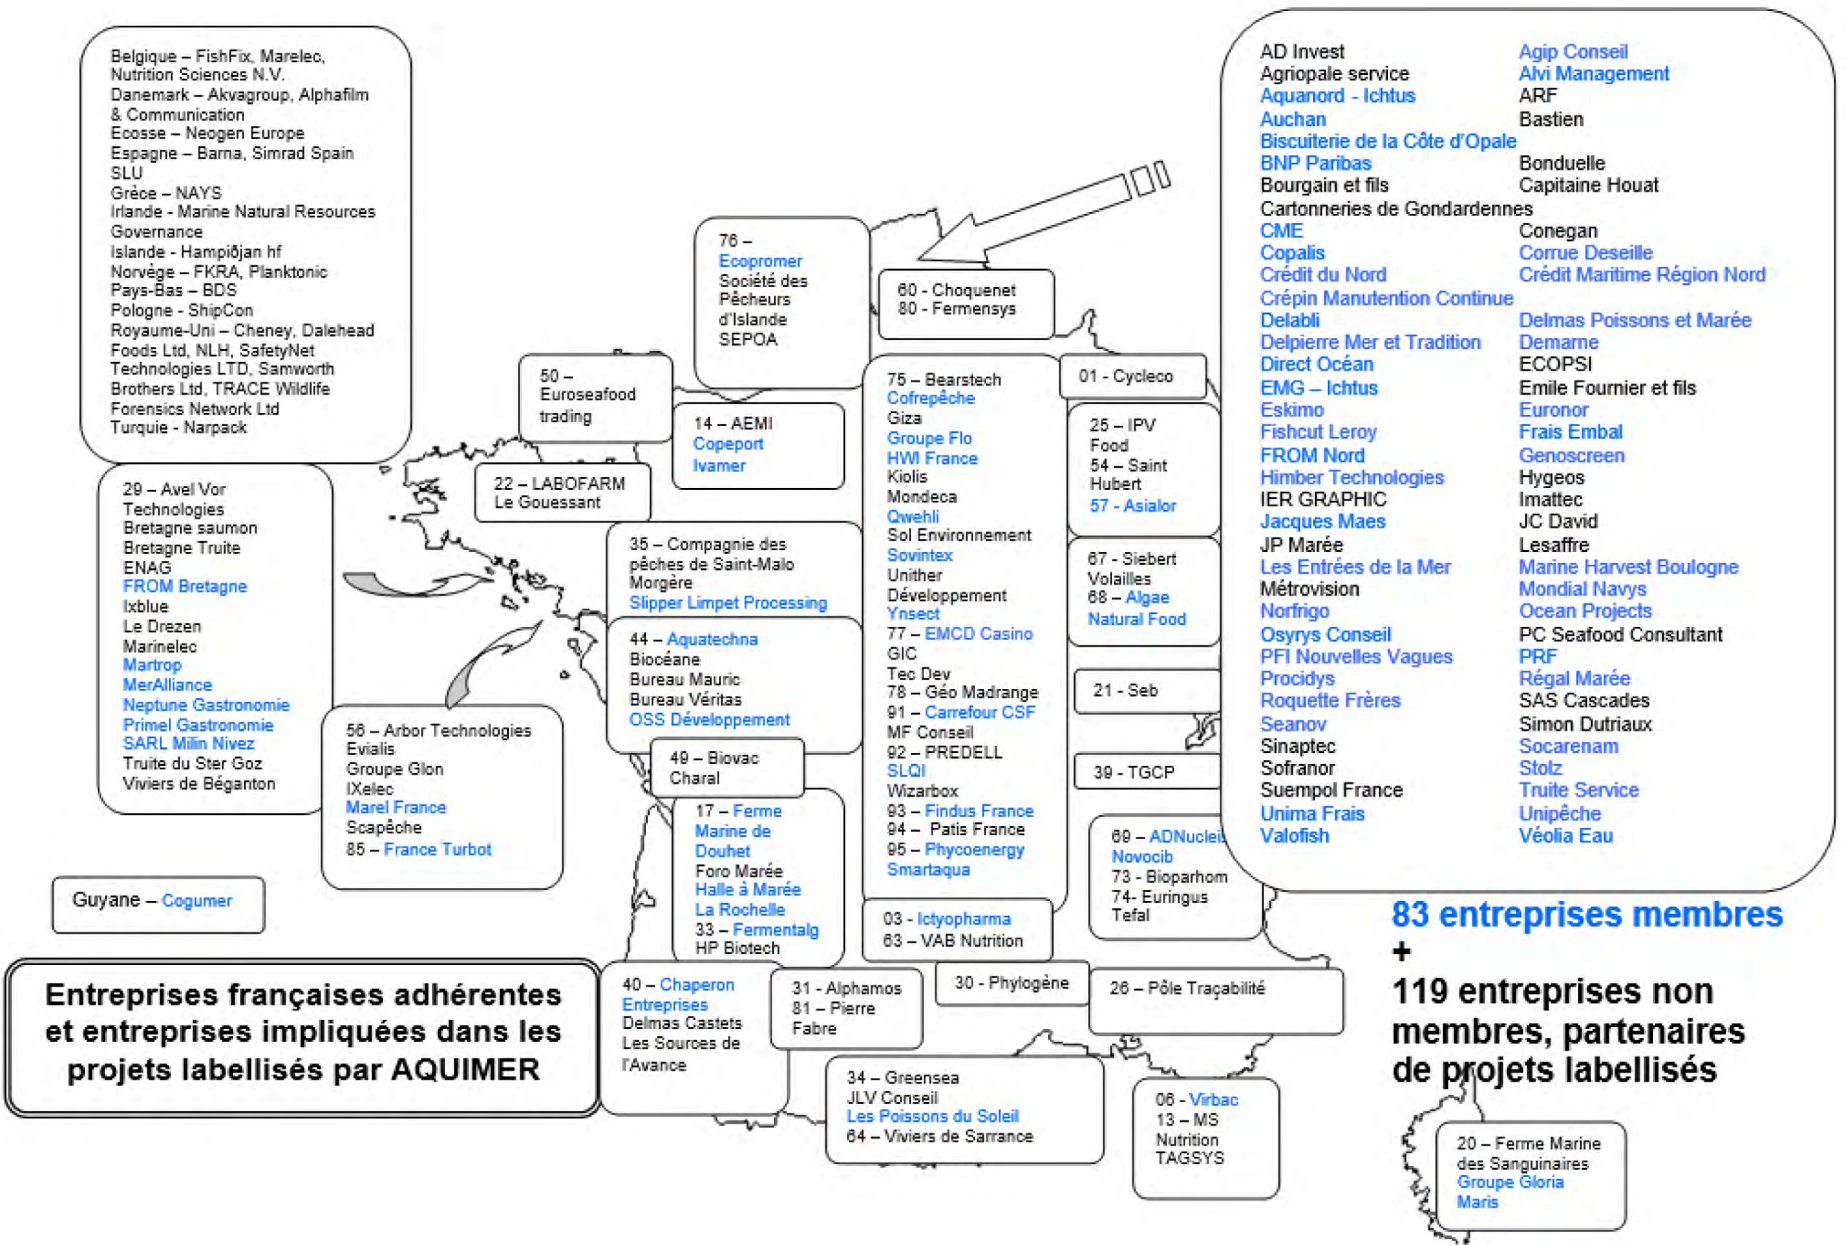 Belgique – FishFix, Marelec,
Nutrition Sciences N.V.
Danemark – Akvagroup, Alphafilm
& Communication
Ecosse – Neogen Europe
Espagne – Barna, Simrad Spain
SLU
Grèce – NAYS
Irlande - Marine Natural Resources
Governance
Islande - Hampiðjan hf
Norvège – FKRA, Planktonic
Pays-Bas – BDS
Pologne - ShipCon
Royaume-Uni – Cheney, Dalehead
Foods Ltd, NLH, SafetyNet
Technologies LTD, Samworth
Brothers Ltd, TRACE Wildlife
Forensics Network Ltd
Turquie - Narpack
29 – Avel Vor
Technologies
Bretagne saumon
Bretagne Truite
ENAG
FROM Bretagne
Ixblue
Le Drezen
Marinelec
Martrop
MerAlliance
Neptune Gastronomie
Primel Gastronomie
SARL Milin Nivez
Truite du Ster Goz
Viviers de Béganton
56 – Arbor Technologies
Evialis
Groupe Glon
IXelec
Marel France
Scapêche
85 – France Turbot
Guyane – Cogumer
Entreprises françaises adhérentes
et entreprises impliquées dans les
projets labellisés par AQUIMER
50 –
Euroseafood
trading
22 – LABOFARM
Le Gouessant
76 –
Ecopromer
Société des
Pêcheurs
d'Islande
SEPOA
14 – AEMI
Copeport
Ivamer
35 – Compagnie des
pêches de Saint-Malo
Morgère
Slipper Limpet Processing
44 – Aquatechna
Biocéane
Bureau Mauric
Bureau Véritas
OSS Développement
49 – Biovac
Charal
17 – Ferme
Marine de
Douhet
Foro Marée
Halle à Marée
La Rochelle
33 – Fermentalg
HP Biotech
40 – Chaperon
Entreprises
Delmas Castets
Les Sources de
l'Avance
31 - Alphamos
81 – Pierre
Fabre
60 - Choquenet
80 - Fermensys
75 – Bearstech
Cofrepêche
Giza
Groupe Flo
HWI France
Kiolis
Mondeca
Qwehli
Sol Environnement
Sovintex
Unither
Développement
Ynsect
77 – EMCD Casino
GIC
Tec Dev
78 – Géo Madrange
91 – Carrefour CSF
MF Conseil
92 – PREDELL
SLQI
Wizarbox
93 – Findus France
94 – Patis France
95 – Phycoenergy
Smartaqua
03 - Ictyopharma
63 – VAB Nutrition
30 - Phylogène
34 – Greensea
JLV Conseil
Les Poissons du Soleil
64 – Viviers de Sarrance
01 - Cycleco
25 – IPV
Food
54 – Saint
Hubert
57 - Asialor
67 – Siebert
Volailles
68 – Algae
Natural Food
21 - Seb
39 - TGCP
69 – ADNucleis
Novocib
73 - Bioparhom
74- Euringus
Tefal
26 – Pôle Traçabilité
06 - Virbac
13 – MS
Nutrition
TAGSYS
AD Invest Agip Conseil
Agriopale service Alvi Management
Aquanord - Ichtus ARF
Auchan Bastien
Biscuiterie de la Côte d'Opale
BNP Paribas Bonduelle
Bourgain et fils Capitaine Houat
Cartonneries de Gondardennes
CME Conegan
Copalis Corrue Deseille
Crédit du Nord Crédit Maritime Région Nord
Crépin Manutention Continue
Delabli Delmas Poissons et Marée
Delpierre Mer et Tradition Demarne
Direct Océan ECOPSI
EMG – Ichtus Emile Fournier et fils
Eskimo Euronor
Fishcut Leroy Frais Embal
FROM Nord Genoscreen
Himber Technologies Hygeos
IER GRAPHIC Imattec
Jacques Maes JC David
JP Marée Lesaffre
Les Entrées de la Mer Marine Harvest Boulogne
Métrovision Mondial Navys
Norfrigo Ocean Projects
Osyrys Conseil PC Seafood Consultant
PFI Nouvelles Vagues PRF
Procidys Régal Marée
Roquette Frères SAS Cascades
Seanov Simon Dutriaux
Sinaptec Socarenam
Sofranor Stolz
Suempol France Truite Service
Unima Frais Unipêche
Valofish Véolia Eau
83 entreprises membres
+
119 entreprises non
membres, partenaires
de projets labellisés
20 – Ferme Marine
des Sanguinaires
Groupe Gloria
Maris